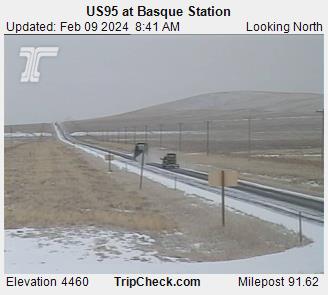 US95 at Basque Station
Updated: Feb 09 2024 8:41 AM Looking North
Elevation 4460 TripCheck.com Milepost 91.62